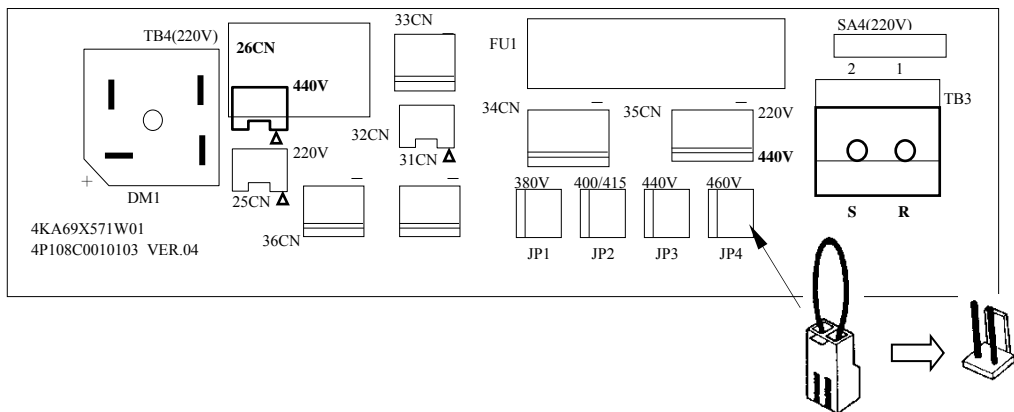 33CN
TB4(220V)
26CN
FU1
SA4(220V)
2 1
440V
TB3
34CN
35CN
220V
32CN
31CN
220V
440V
380V
400/415
440V
460V
+
DM1
25CN
36CN
S R
4KA69X571W01
4P108C0010103 VER.04
JP1
JP2
JP3
JP4